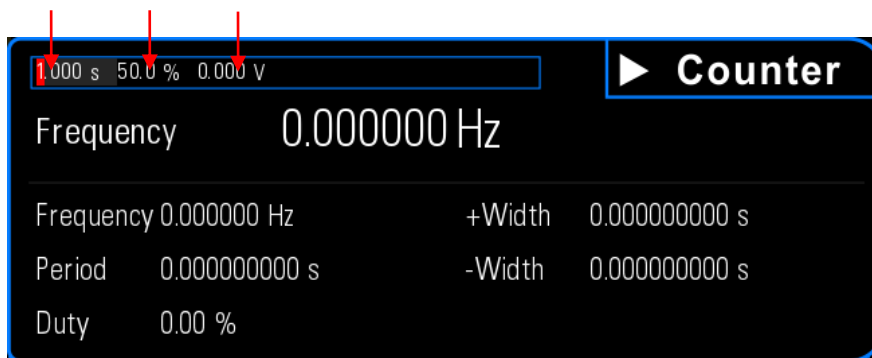 1.000 s 50.0 % 0.000 V
Counter
Frequency 0.000000 Hz
Frequency 0.000000 Hz +Width 0.000000000 s
Period 0.000000000 s -Width 0.000000000 s
Duty 0.00 %